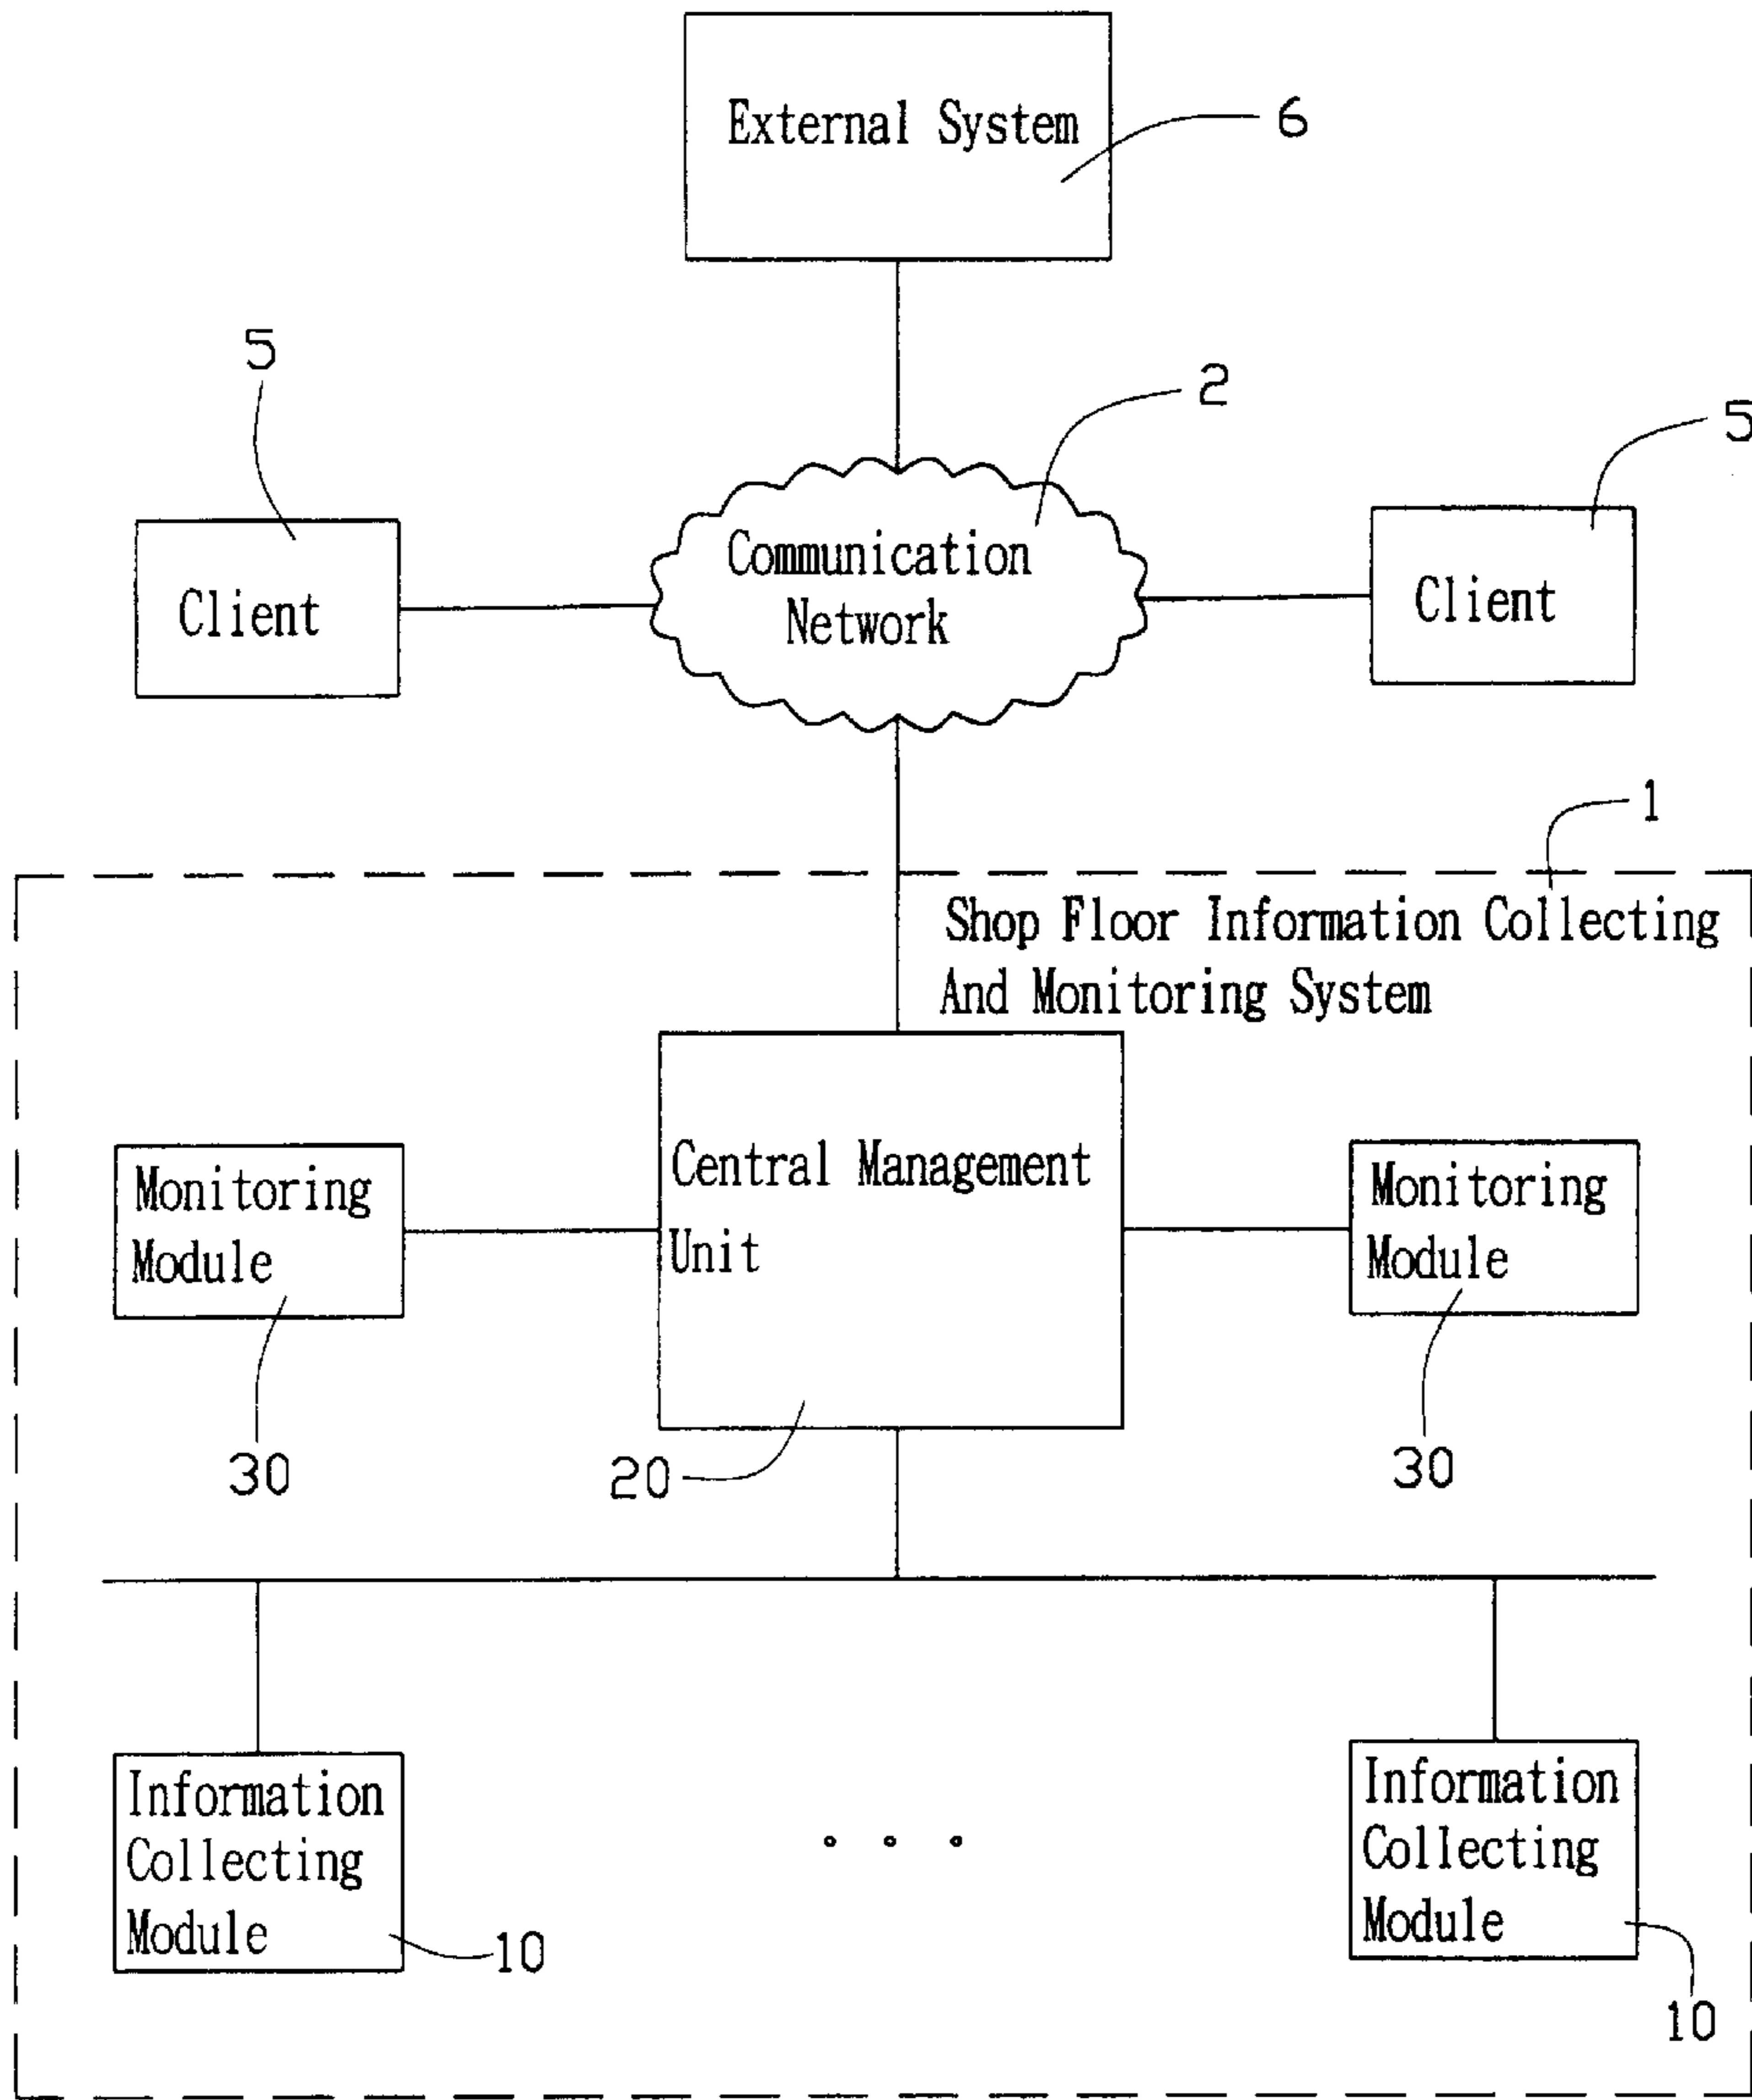 External System
6
5
2
5
Communication
Network
Client
Client
1
Shop Floor Information Collecting
And Monitoring System
Central Management
Unit
Monitoring
Module
Monitoring
Module
30
20
30
Information
Collecting
Module
10
. . .
Information
Collecting
Module
10